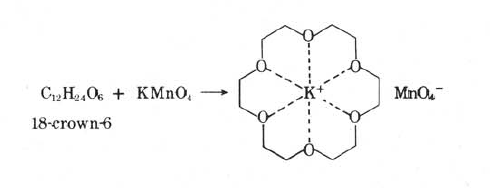 O
O O
C₁₂H₂₄O₆ + KMnO₄ → K⁺ MnO₄⁻
18-crown-6
O O
O